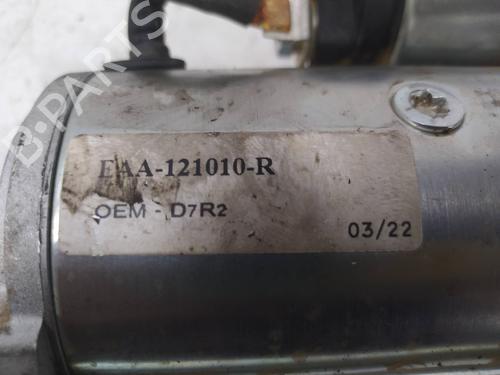 B-PARTS
EAA-121010-R
OEM - D7R2
03/22